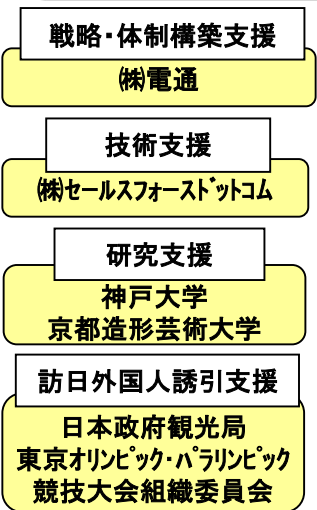 戦略・体制構築支援
㈱電通
技術支援
㈱ｾｰﾙｽﾌｫｰｽﾄﾞｯﾄｺﾑ
研究支援
神戸大学
京都造形芸術大学
訪日外国人誘引支援
日本政府観光局
東京ｵﾘﾝﾋﾟｯｸ・ﾊﾟﾗﾘﾝﾋﾟｯｸ
競技大会組織委員会